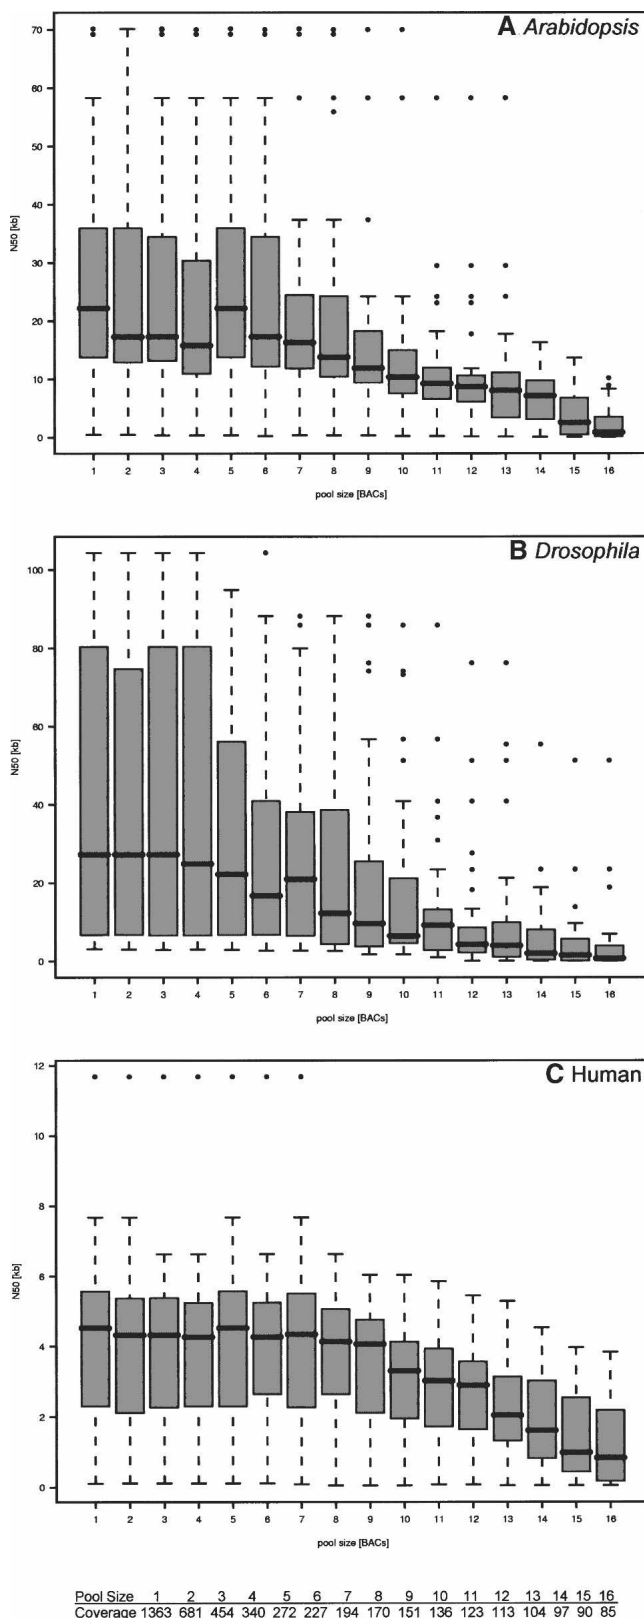 A Arabidopsis
70
60
50
40
30
20
10
0
N50 [kb]
1 2 3 4 5 6 7 8 9 10 11 12 13 14 15 16
pool size [BACs]
B Drosophila
100
80
60
40
20
0
N50 [kb]
1 2 3 4 5 6 7 8 9 10 11 12 13 14 15 16
pool size [BACs]
C Human
12
10
8
6
4
2
0
N50 [kb]
1 2 3 4 5 6 7 8 9 10 11 12 13 14 15 16
pool size [BACs]
Pool Size 1 2 3 4 5 6 7 8 9 10 11 12 13 14 15 16
Coverage 1363 681 454 340 272 227 194 170 151 136 123 113 104 97 90 85